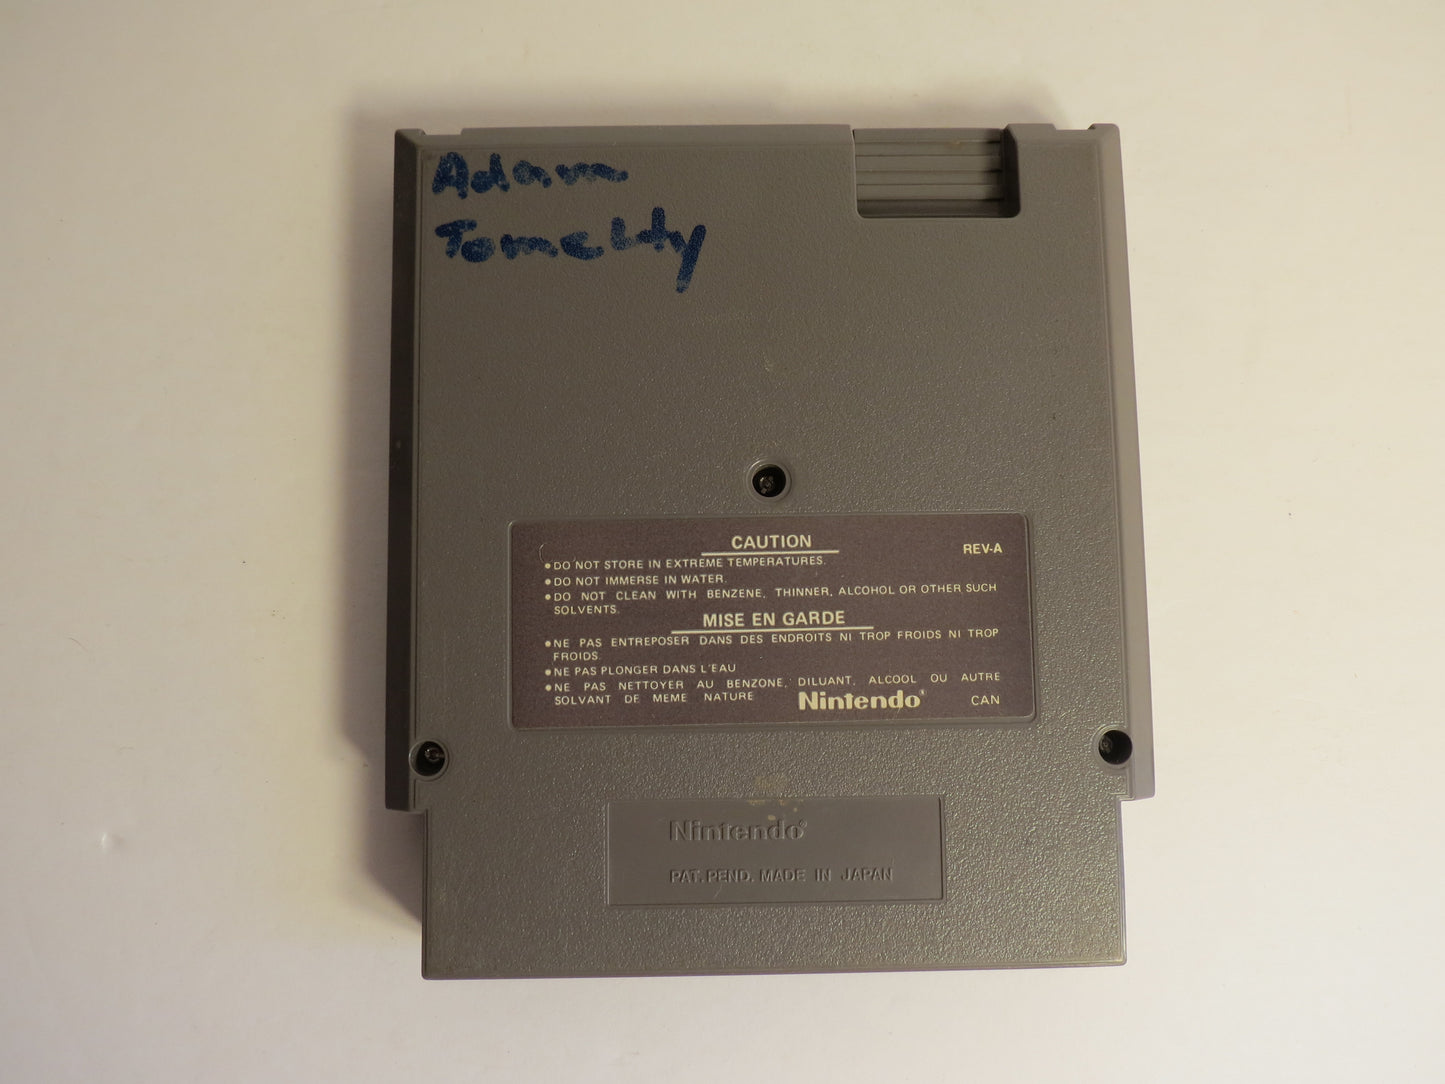 Adam
Tomelty
CAUTION
REV-A
• DO NOT STORE IN EXTREME TEMPERATURES.
• DO NOT IMMERSE IN WATER.
• DO NOT CLEAN WITH BENZENE, THINNER, ALCOHOL OR OTHER SUCH
SOLVENTS.
MISE EN GARDE
• NE PAS ENTREPOSER DANS DES ENDROITS NI TROP FROIDS NI TROP
FROIDS.
• NE PAS PLONGER DANS L'EAU
• NE PAS NETTOYER AU BENZONE, DILUANT, ALCOOL OU AUTRE
SOLVANT DE MEME NATURE
Nintendo®
CAN
Nintendo®
PAT. PEND. MADE IN JAPAN